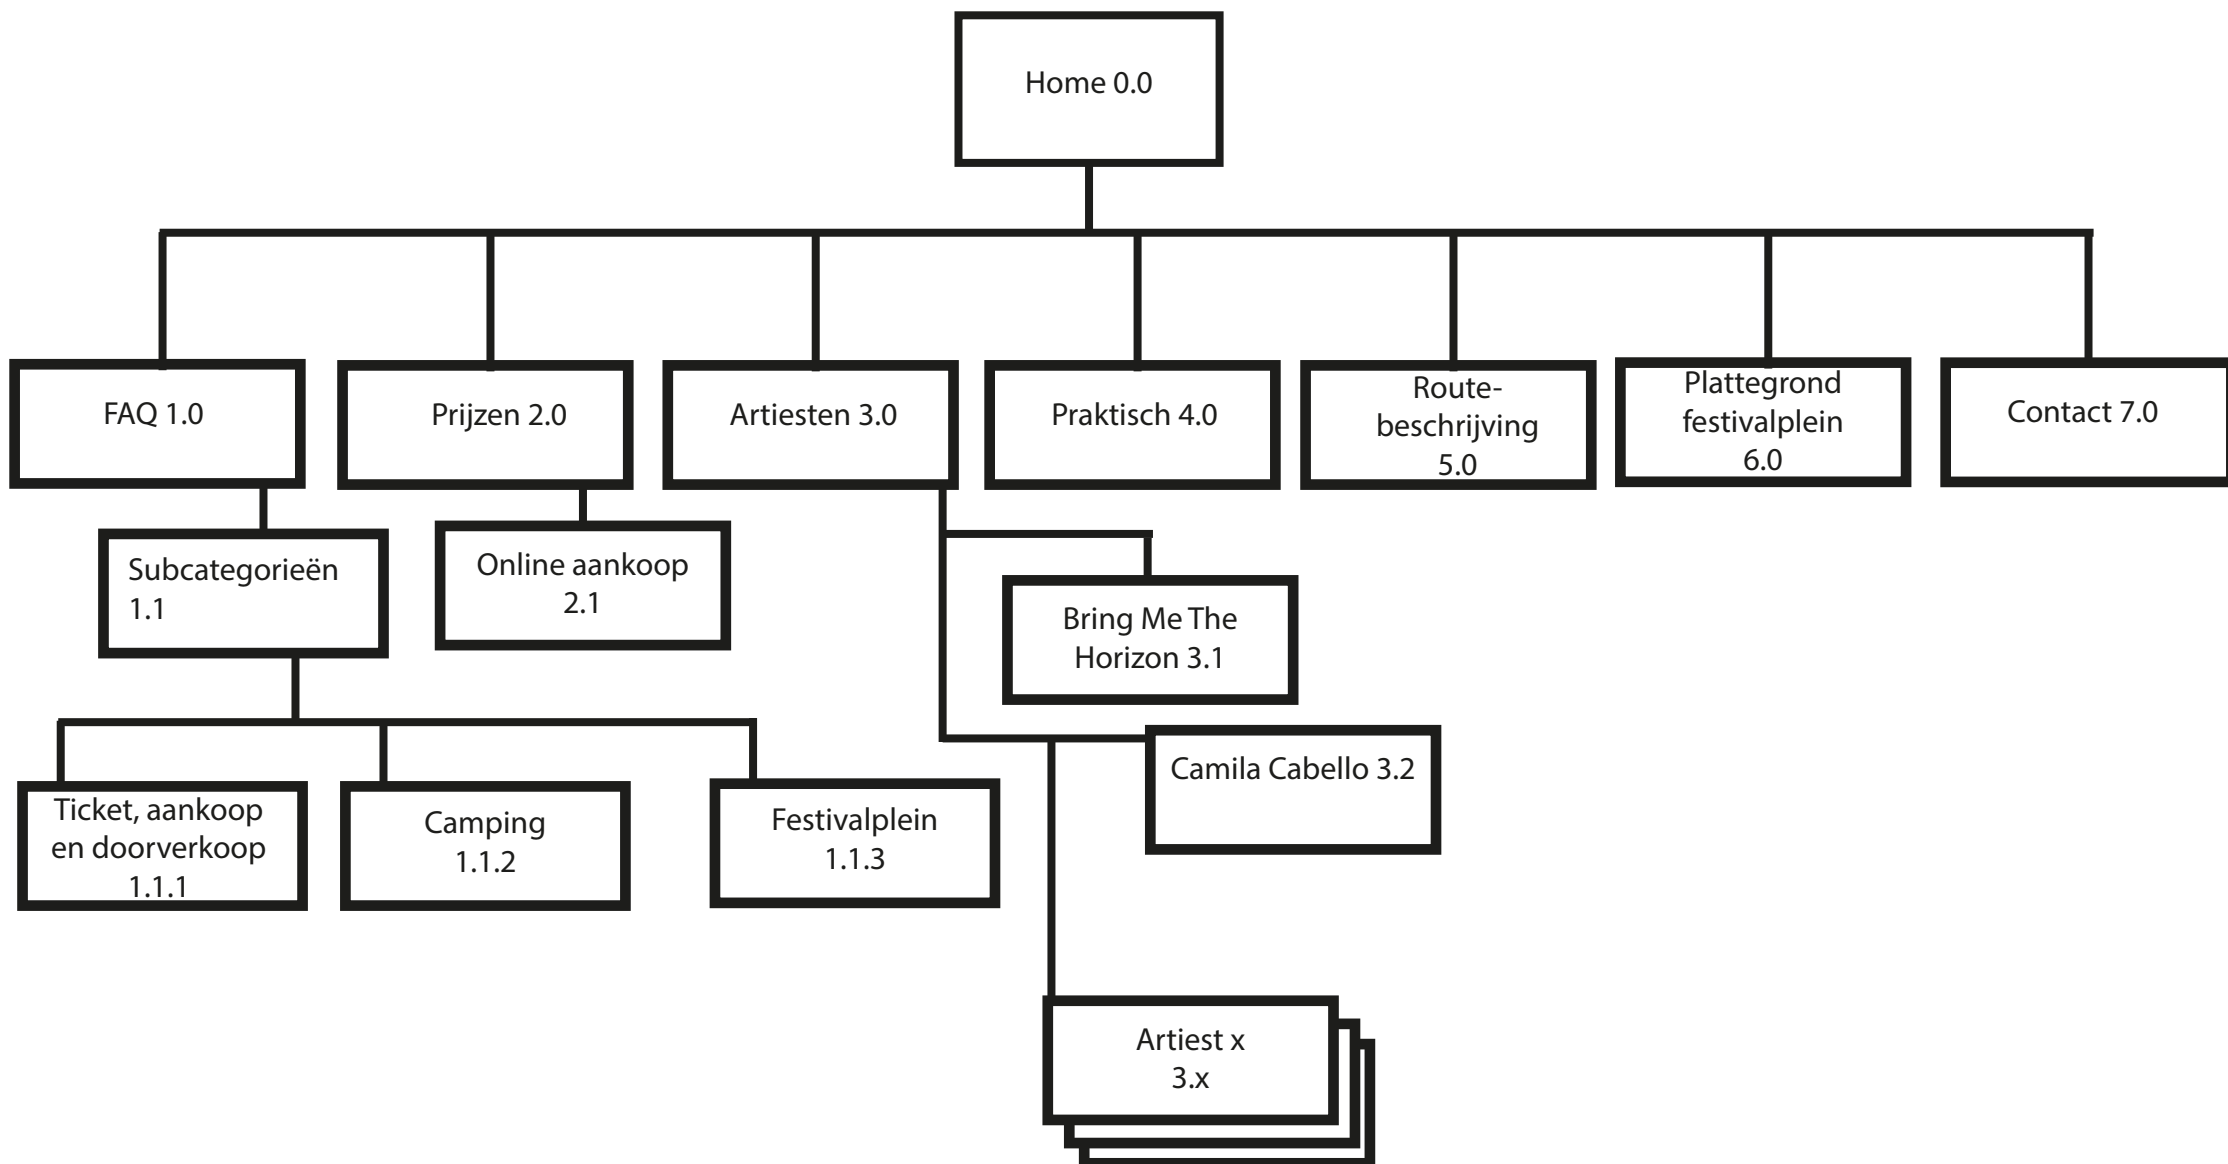 Home 0.0
FAQ 1.0
Prijzen 2.0
Artiesten 3.0
Praktisch 4.0
Route-
beschrijving
5.0
Plattegrond
festivalplein
6.0
Contact 7.0
Subcategorieën
1.1
Online aankoop
2.1
Bring Me The
Horizon 3.1
Camila Cabello 3.2
Ticket, aankoop
en doorverkoop
1.1.1
Camping
1.1.2
Festivalplein
1.1.3
Artiest x
3.x